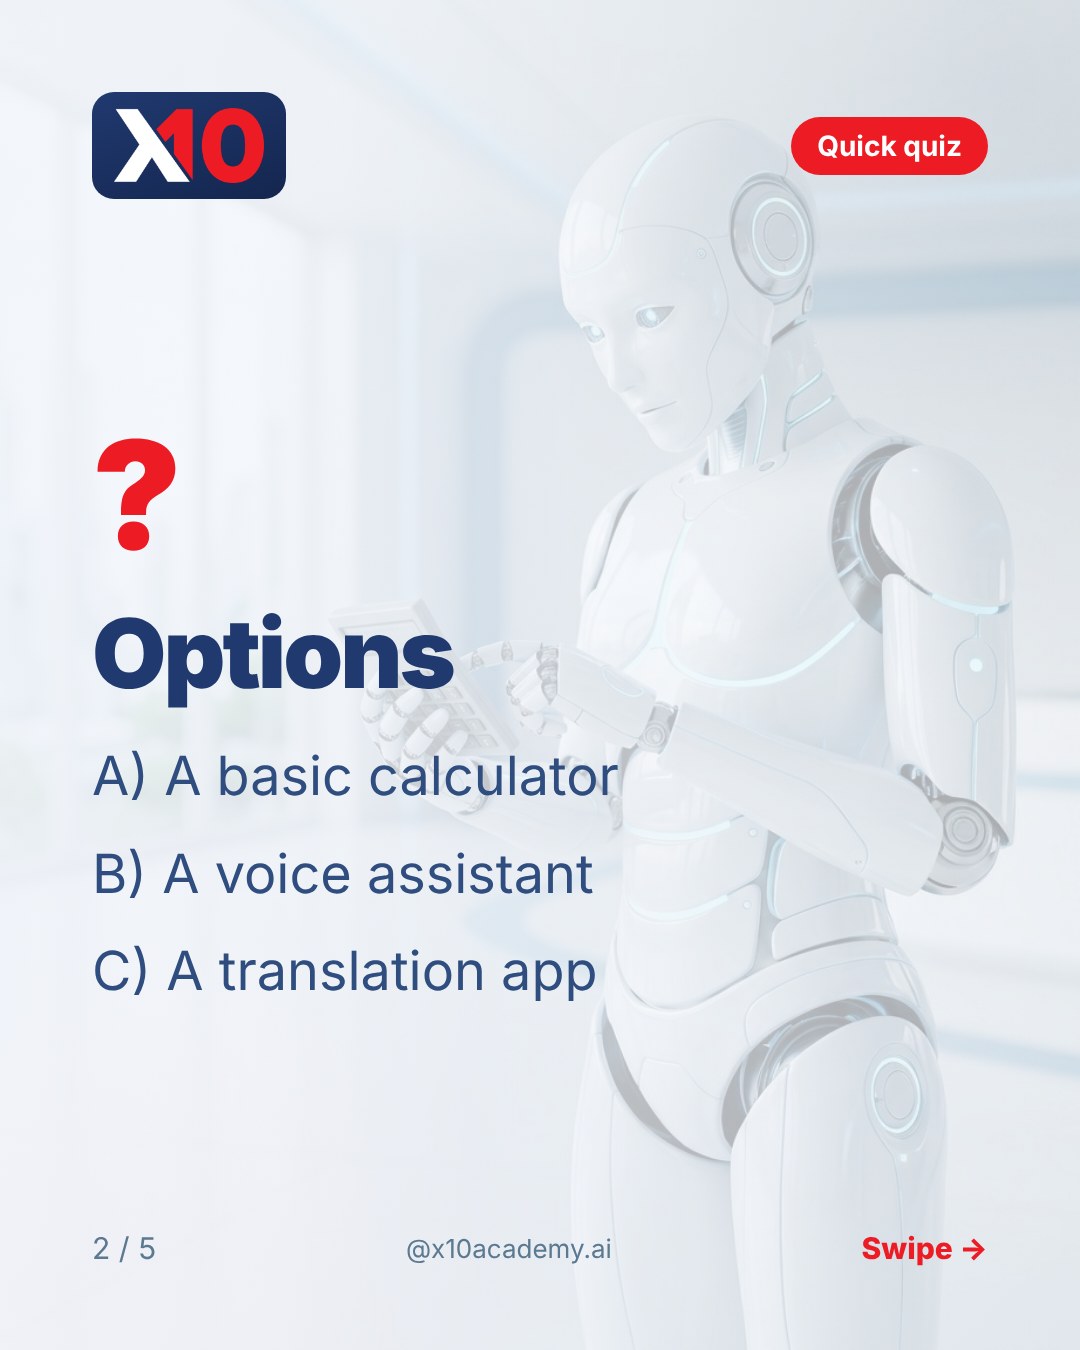 X10
Quick quiz
?
Options
A) A basic calculator
B) A voice assistant
C) A translation app
2 / 5
@x10academy.ai
Swipe →